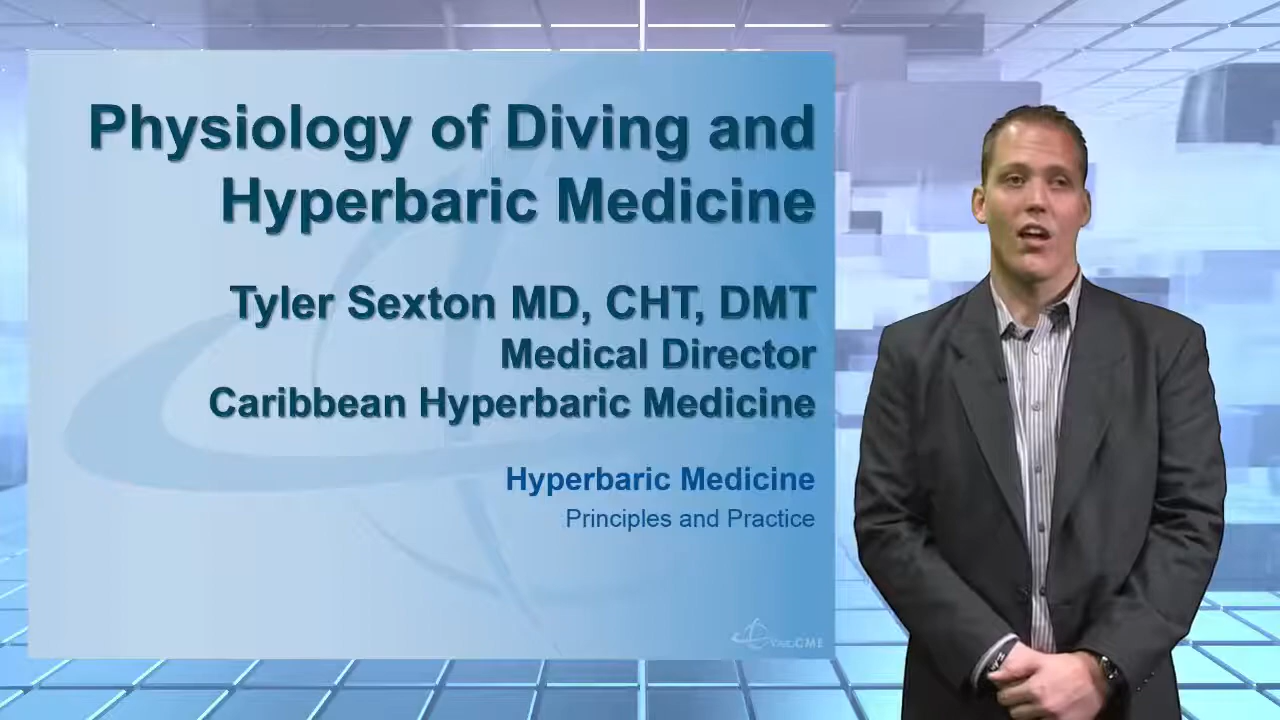 Physiology of Diving and
Hyperbaric Medicine
Tyler Sexton MD, CHT, DMT
Medical Director
Caribbean Hyperbaric Medicine
Hyperbaric Medicine
Principles and Practice